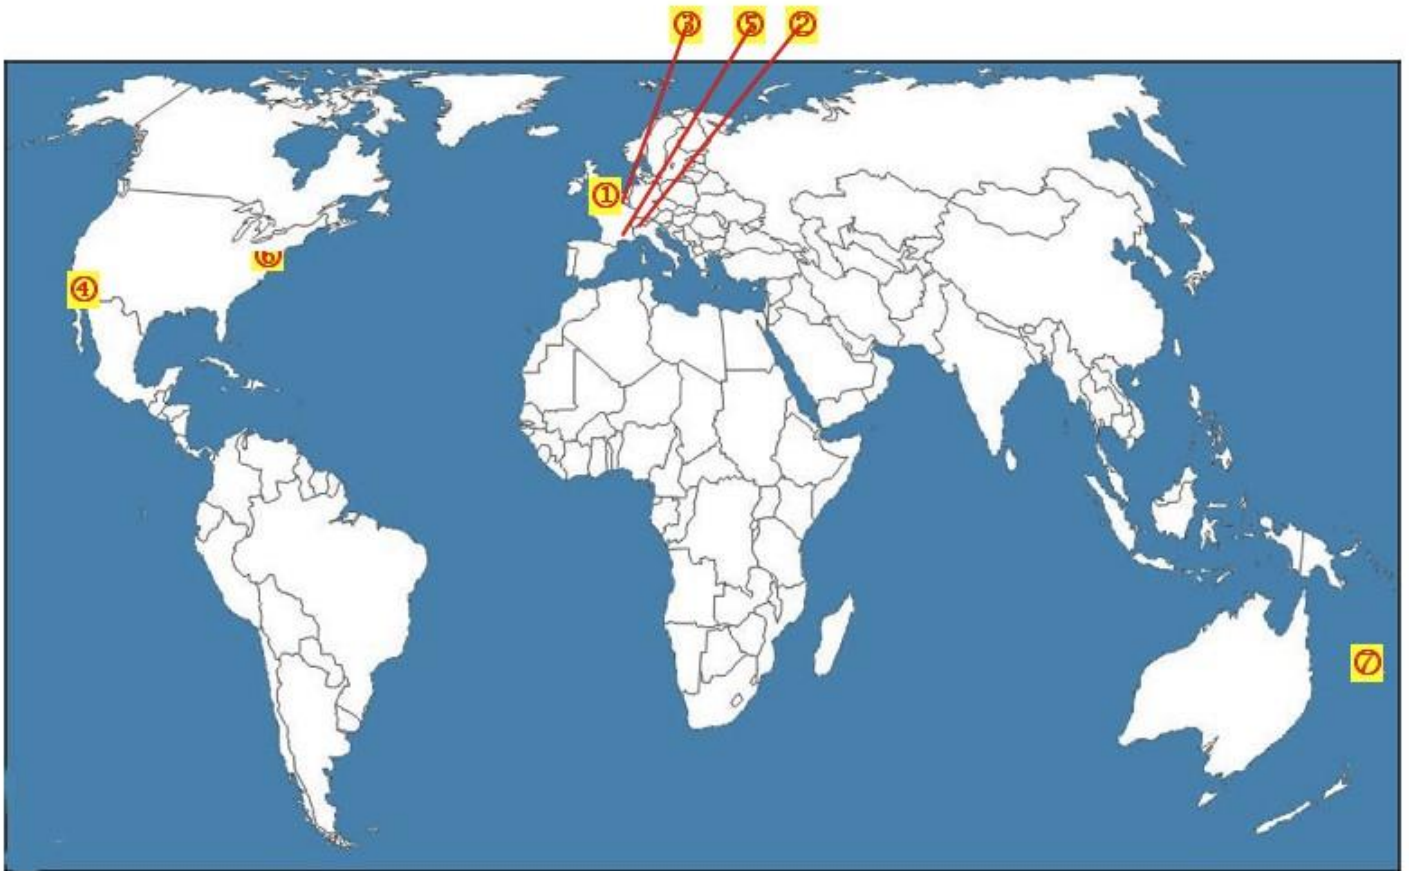 ③ ⑤ ②
①
⑥
④
⑦